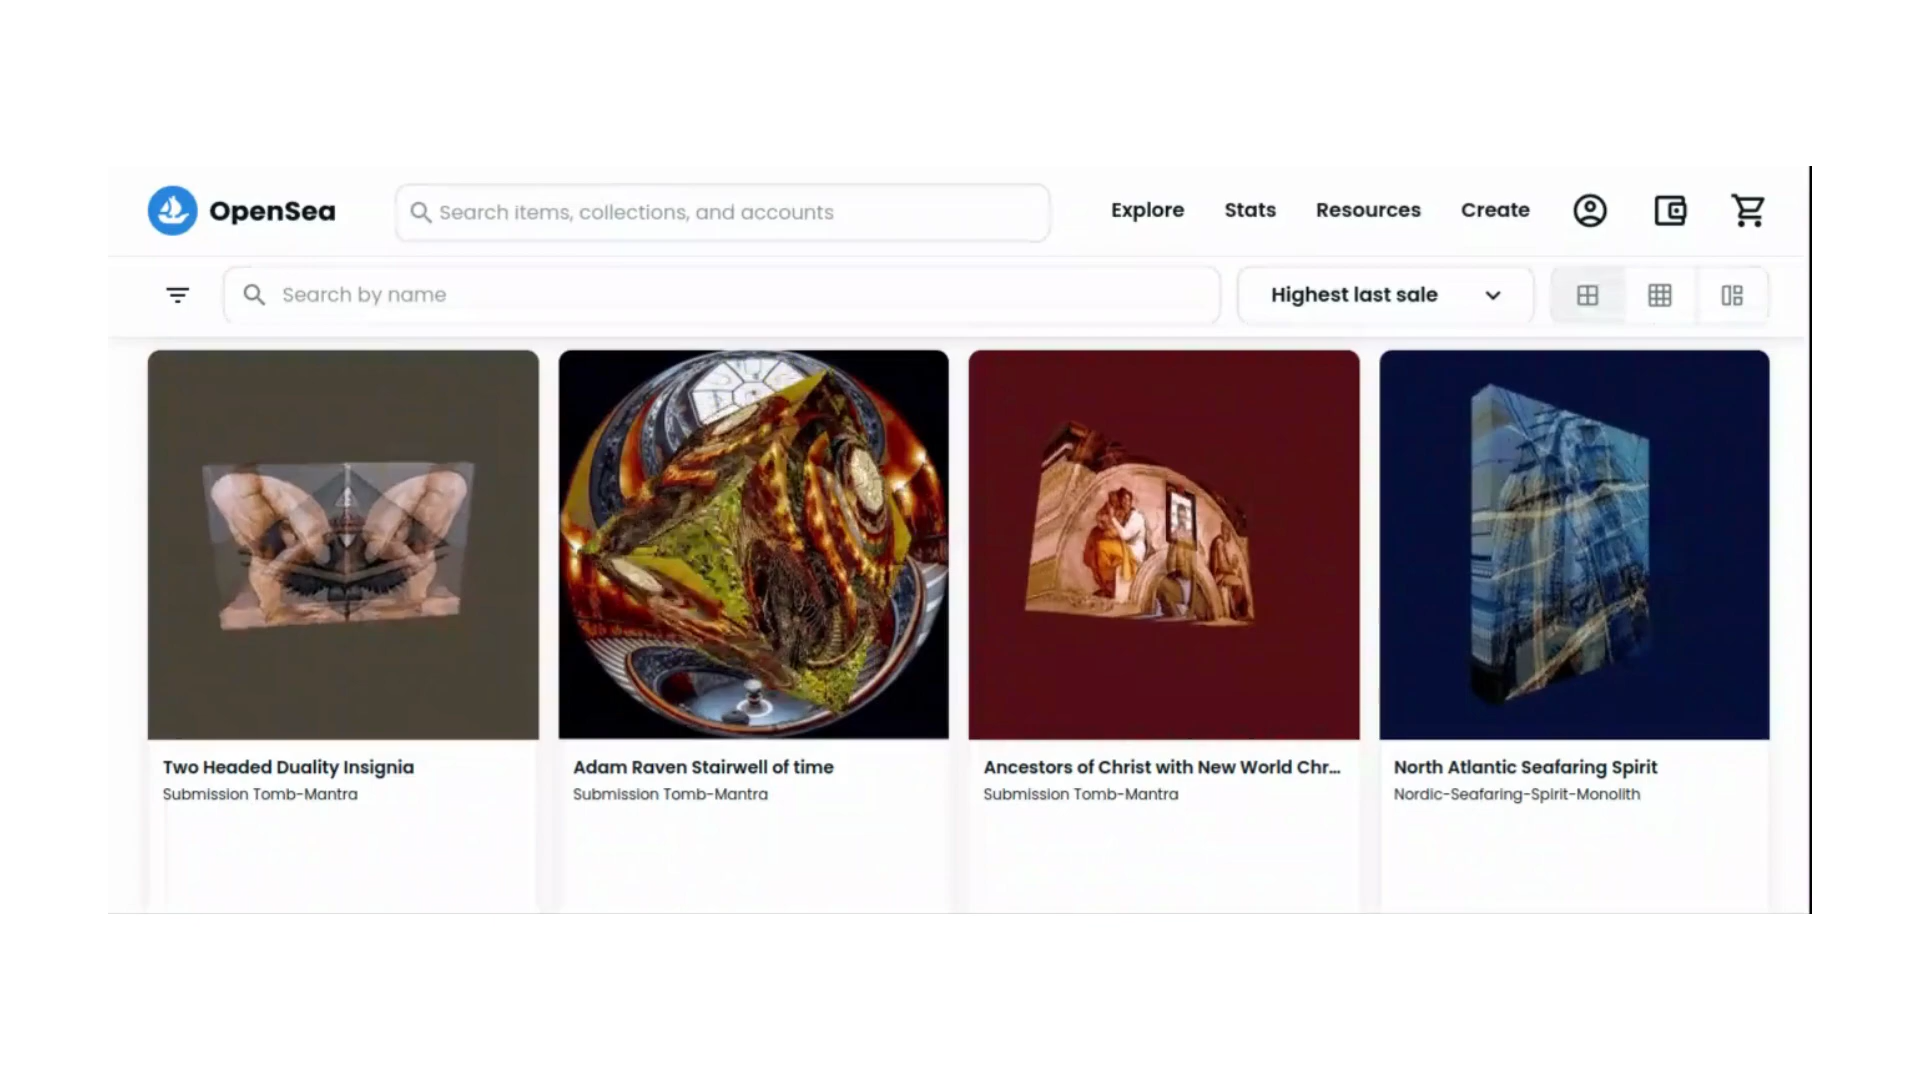 OpenSea
Search items, collections, and accounts
Explore
Stats
Resources
Create
Search by name
Highest last sale
Two Headed Duality Insignia
Submission Tomb-Mantra
Adam Raven Stairwell of time
Submission Tomb-Mantra
Ancestors of Christ with New World Chr...
Submission Tomb-Mantra
North Atlantic Seafaring Spirit
Nordic-Seafaring-Spirit-Monolith